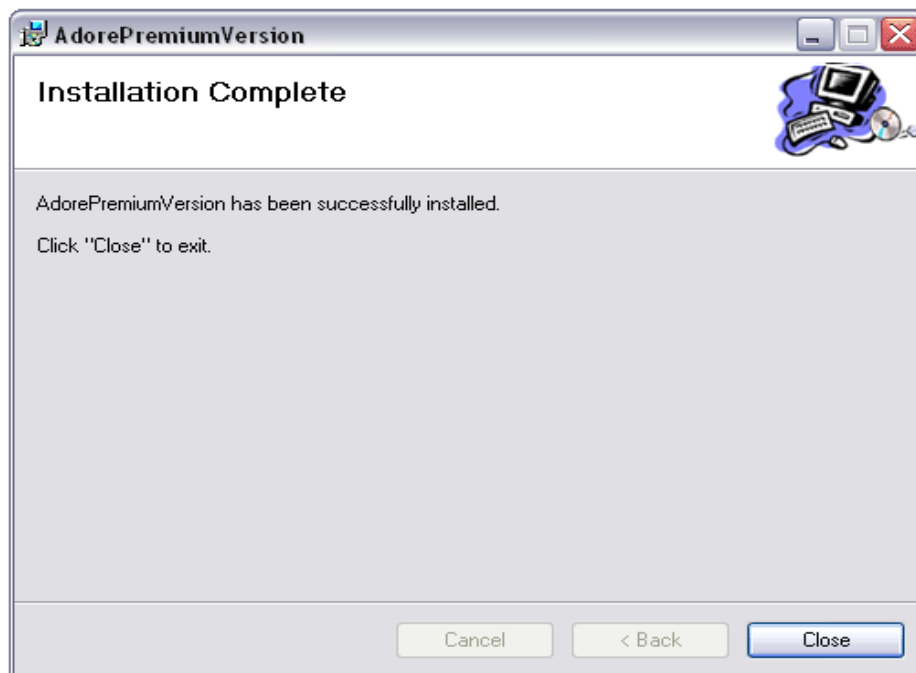 AdorePremiumVersion
Installation Complete
AdorePremiumVersion has been successfully installed.
Click "Close" to exit.
Cancel
< Back
Close